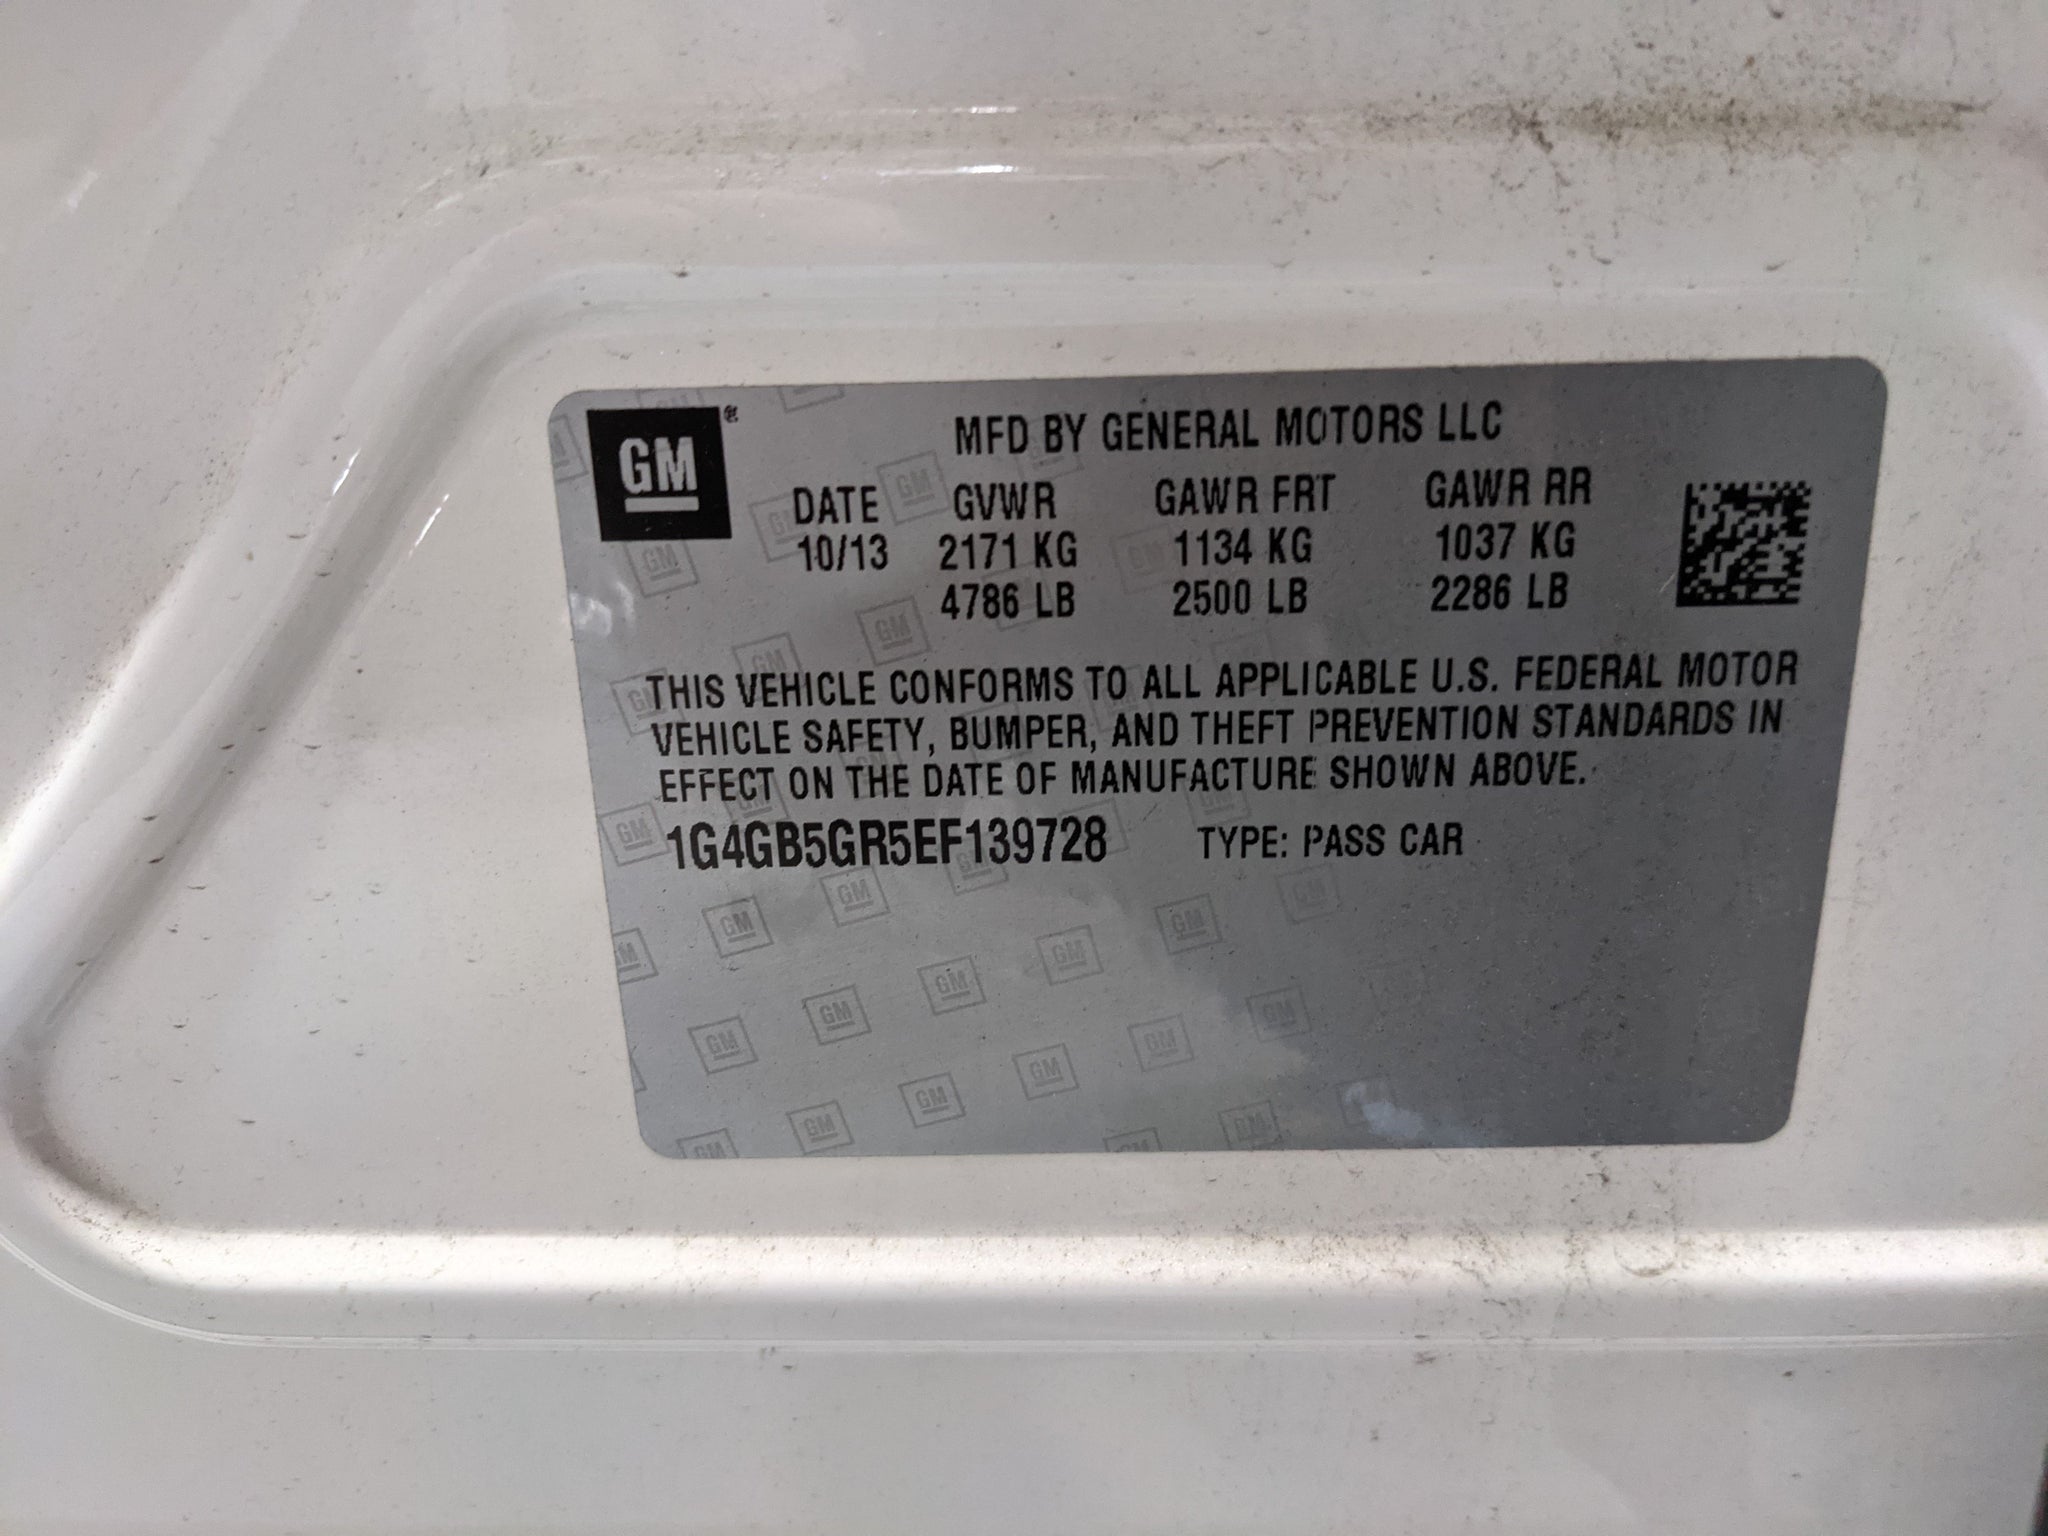 GM ®
MFD BY GENERAL MOTORS LLC
DATE GVWR GAWR FRT GAWR RR
10/13 2171 KG 1134 KG 1037 KG
4786 LB 2500 LB 2286 LB
THIS VEHICLE CONFORMS TO ALL APPLICABLE U.S. FEDERAL MOTOR
VEHICLE SAFETY, BUMPER, AND THEFT PREVENTION STANDARDS IN
EFFECT ON THE DATE OF MANUFACTURE SHOWN ABOVE.
1G4GB5GR5EF139728 TYPE: PASS CAR